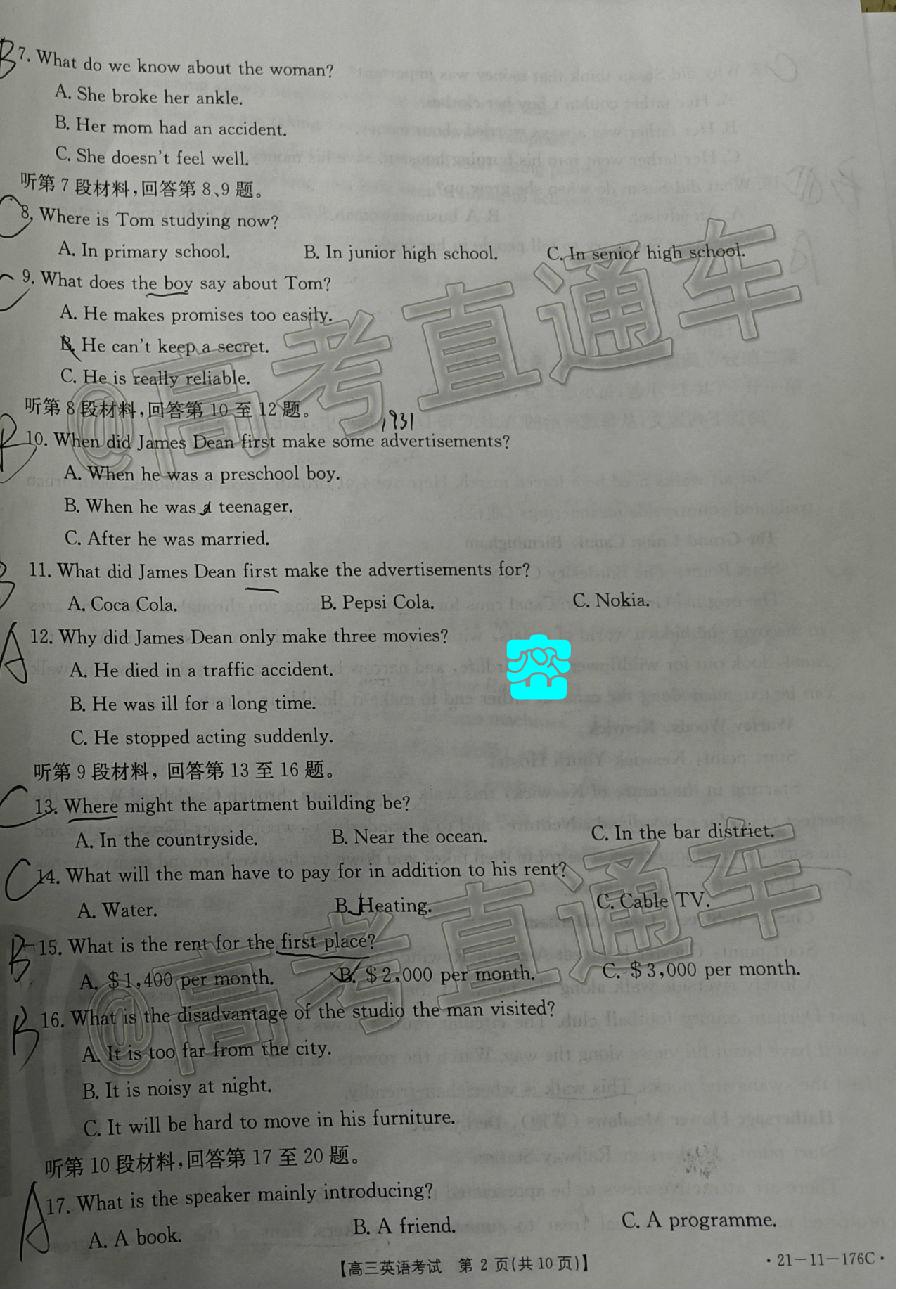 B 7. What do we know about the woman?
A. She broke her ankle.
B. Her mom had an accident.
C. She doesn't feel well.
听第7段材料,回答第8、9题。
8. Where is Tom studying now?
A. In primary school. B. In junior high school. C. In senior high school.
9. What does the boy say about Tom?
A. He makes promises too easily.
B. He can't keep a secret.
C. He is really reliable.
听第8段材料,回答第10至12题。
1931
B 10. When did James Dean first make some advertisements?
A. When he was a preschool boy.
B. When he was a teenager.
C. After he was married.
11. What did James Dean first make the advertisements for?
A. Coca Cola. B. Pepsi Cola. C. Nokia.
A 12. Why did James Dean only make three movies?
A. He died in a traffic accident.
B. He was ill for a long time.
C. He stopped acting suddenly.
听第9段材料,回答第13至16题。
C 13. Where might the apartment building be?
A. In the countryside. B. Near the ocean. C. In the bar district.
C 14. What will the man have to pay for in addition to his rent?
A. Water. B. Heating. C. Cable TV.
B 15. What is the rent for the first place?
A. $1,400 per month. B. $2,000 per month. C. $3,000 per month.
B 16. What is the disadvantage of the studio the man visited?
A. It is too far from the city.
B. It is noisy at night.
C. It will be hard to move in his furniture.
听第10段材料,回答第17至20题。
A 17. What is the speaker mainly introducing?
A. A book. B. A friend. C. A programme.
【高三英语考试 第2页(共10页)】 ·21-11-176C·
@高考直通车
@高考直通车